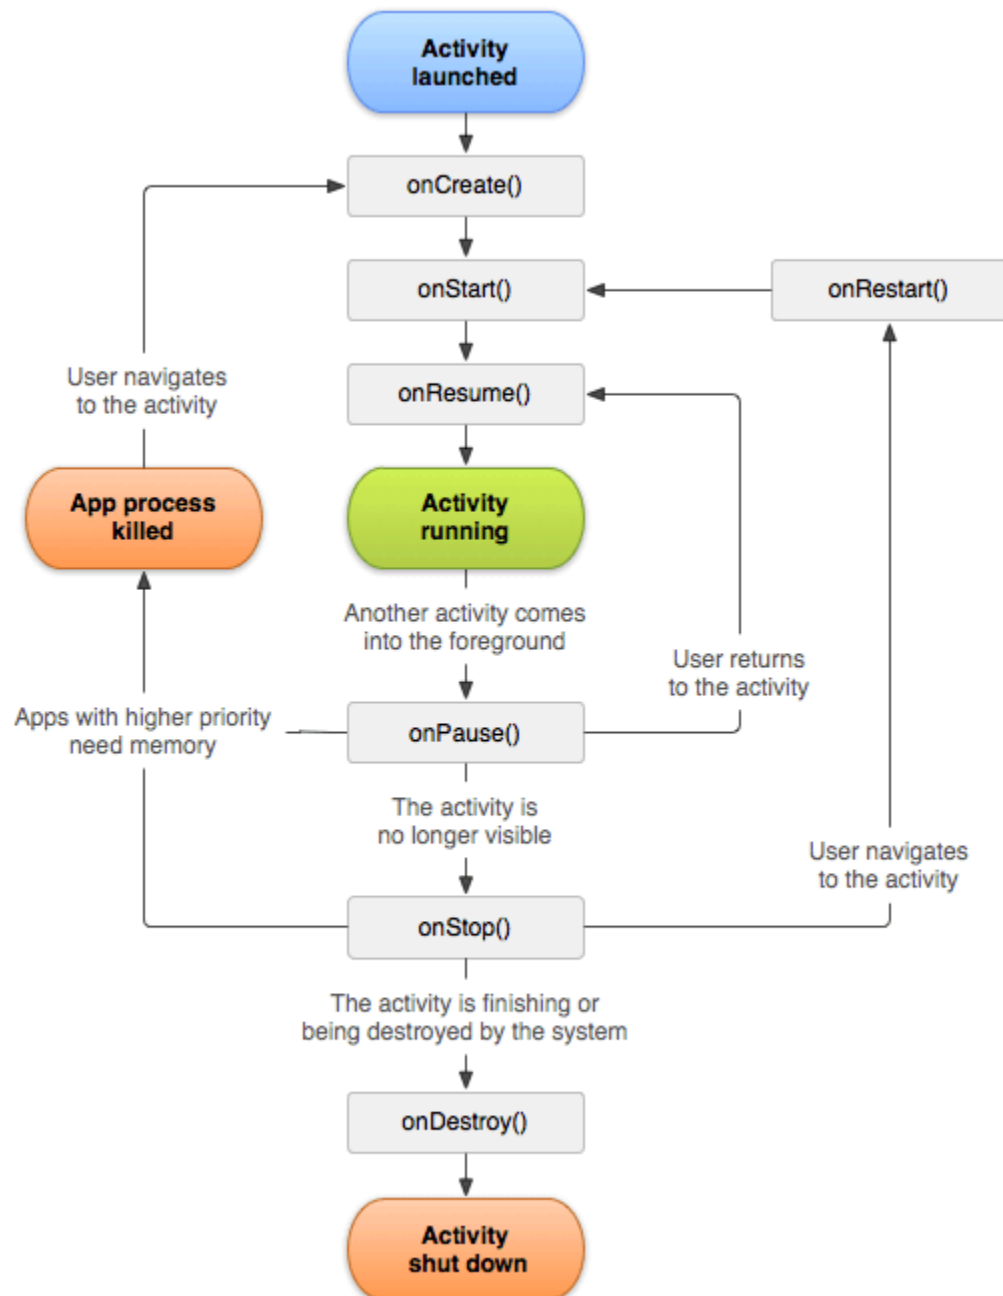 Activity
launched
onCreate()
onStart()
onRestart()
User navigates
to the activity
onResume()
App process
killed
Activity
running
Another activity comes
into the foreground
User returns
to the activity
Apps with higher priority
need memory
onPause()
The activity is
no longer visible
User navigates
to the activity
onStop()
The activity is finishing or
being destroyed by the system
onDestroy()
Activity
shut down